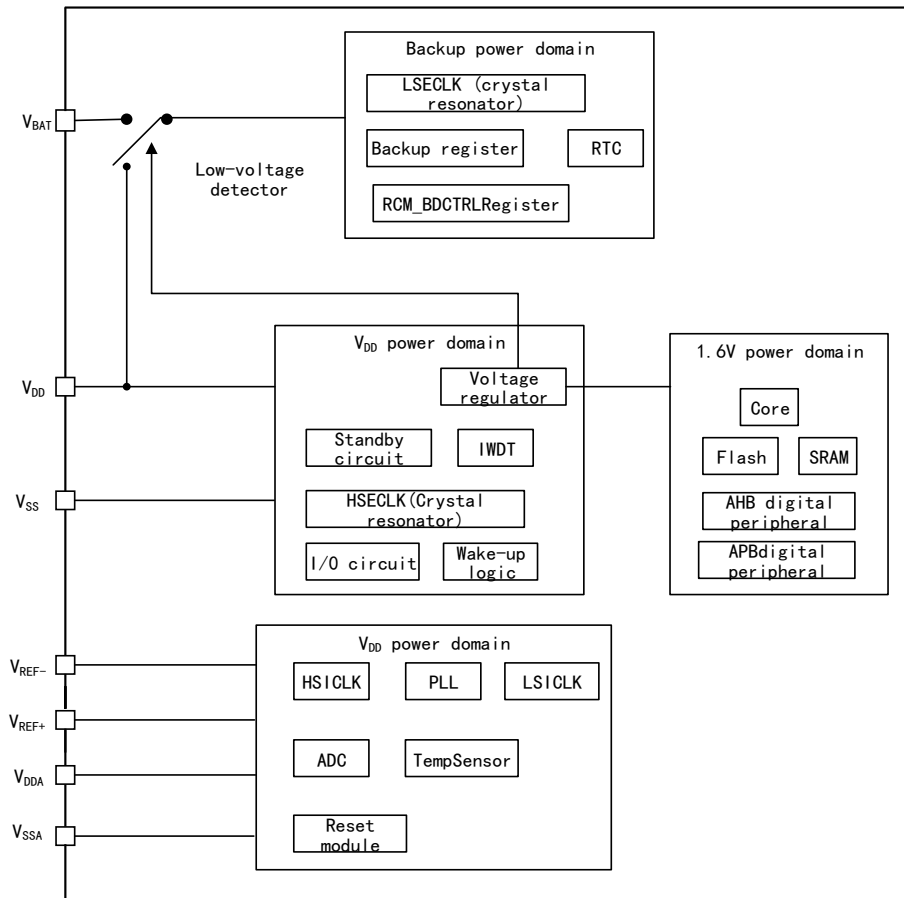 Backup power domain
LSECLK (crystal
resonator)
VBAT
Backup register
RTC
Low-voltage
detector
RCM_BDCTRLRegister
VDD power domain
1.6V power domain
VDD
Voltage
regulator
Core
Standby
circuit
IWDT
Flash
SRAM
VSS
HSECLK(Crystal
resonator)
AHB digital
peripheral
I/O circuit
Wake-up
logic
APBdigital
peripheral
VDD power domain
VREF-
HSICLK
PLL
LSICLK
VREF+
ADC
TempSensor
VDDA
Reset
module
VSSA